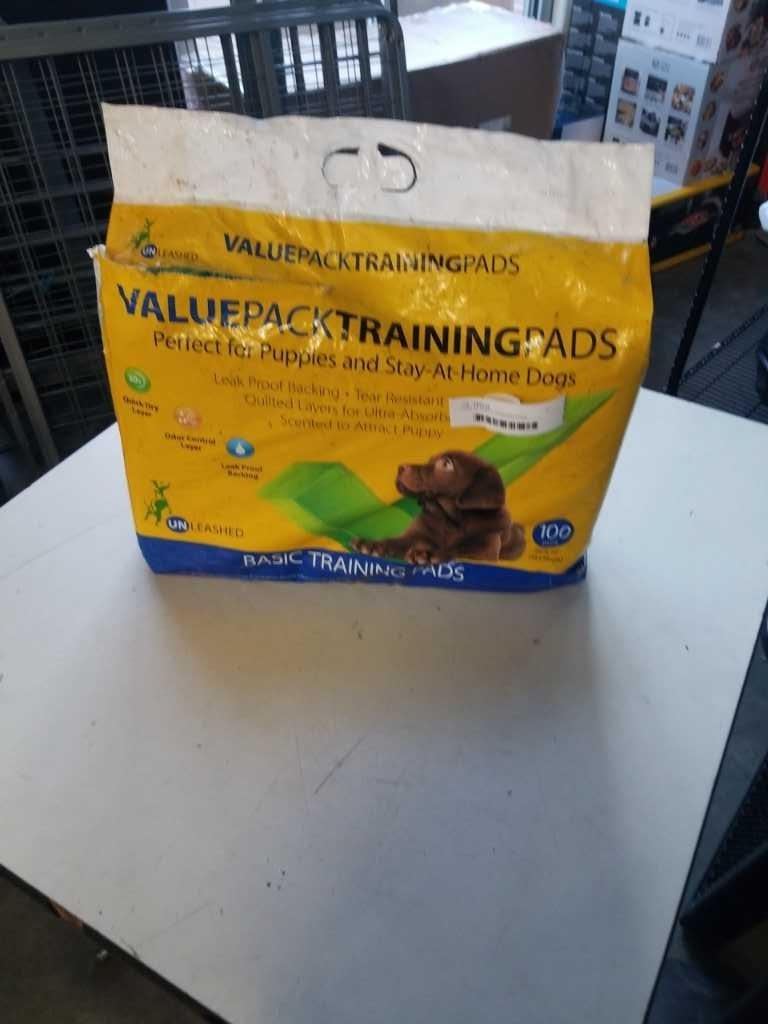 UNLEASHED
VALUEPACKTRAININGPADS
VALUEPACKTRAININGPADS
Perfect for Puppies and Stay-At-Home Dogs
Leak Proof Backing • Tear Resistant
Quilted Layers for Ultra-Absorb
Scented to Attract Puppy
Quick Dry
Layer
Odor Control
Layer
Leak Proof
Backing
UNLEASHED
100
BASIC TRAINING PADS